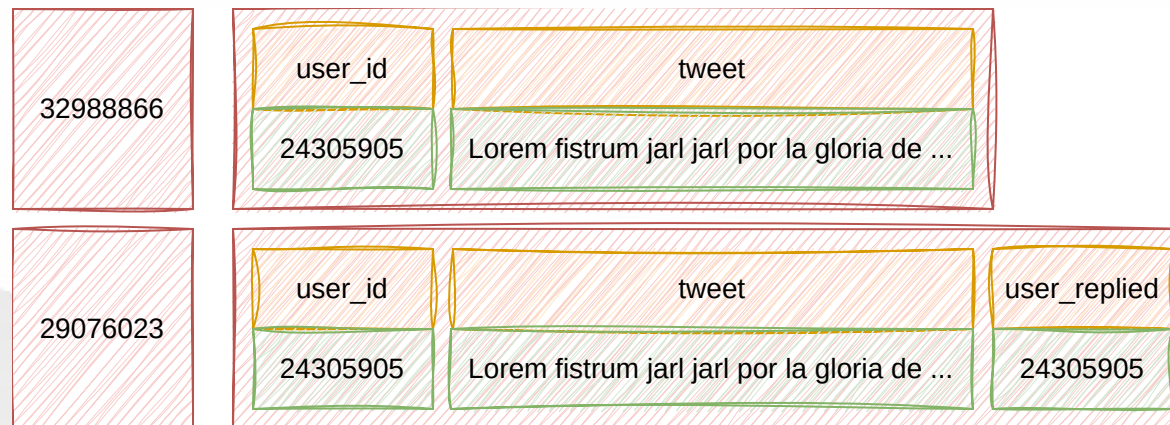 user_id tweet
32988866
24305905 Lorem fistrum jarl jarl por la gloria de ...
user_id tweet user_replied
29076023
24305905 Lorem fistrum jarl jarl por la gloria de ... 24305905